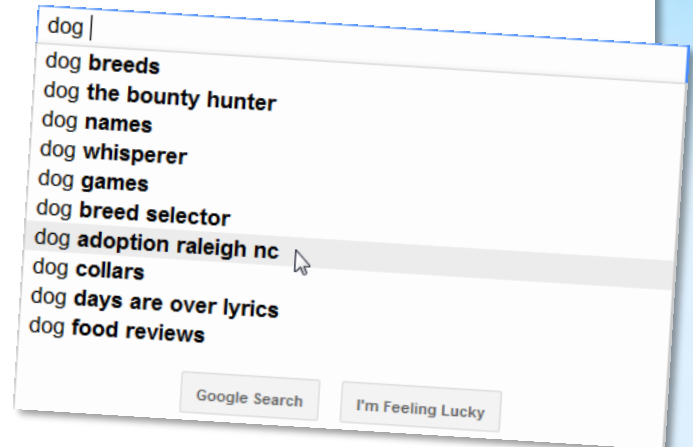 dog
dog breeds
dog the bounty hunter
dog names
dog whisperer
dog games
dog breed selector
dog adoption raleigh nc
dog collars
dog days are over lyrics
dog food reviews
Google Search
I'm Feeling Lucky